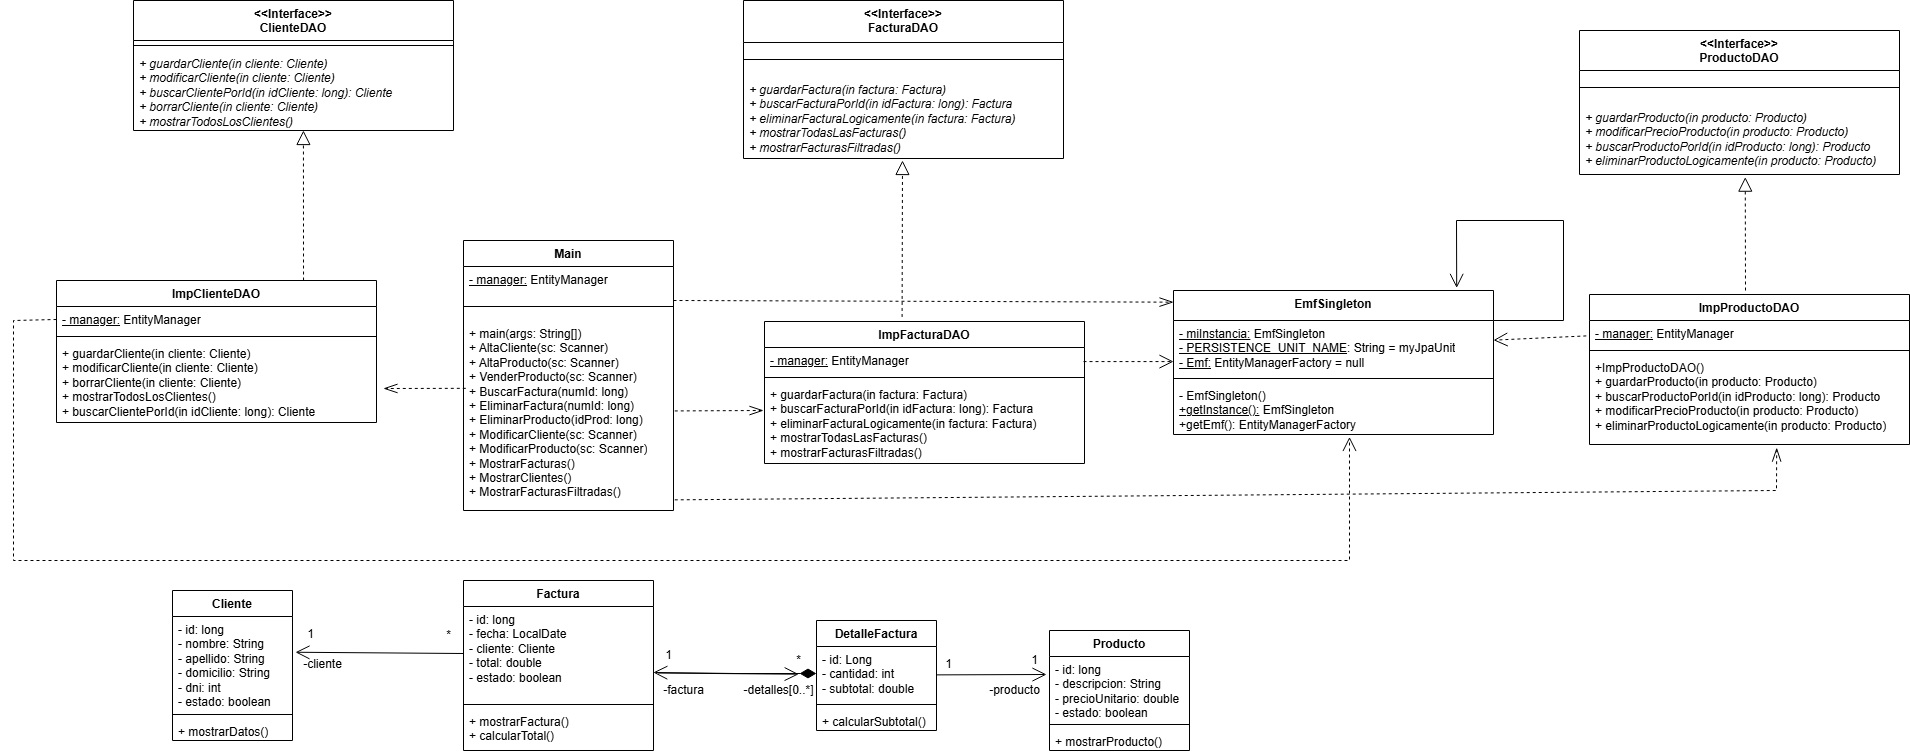 <<Interface>>
ClienteDAO
+ guardarCliente(in cliente: Cliente)
+ modificarCliente(in cliente: Cliente)
+ buscarClientePorId(in idCliente: long): Cliente
+ borrarCliente(in cliente: Cliente)
+ mostrarTodosLosClientes()
<<Interface>>
FacturaDAO
+ guardarFactura(in factura: Factura)
+ buscarFacturaPorId(in idFactura: long): Factura
+ eliminarFacturaLogicamente(in factura: Factura)
+ mostrarTodasLasFacturas()
+ mostrarFacturasFiltradas()
<<Interface>>
ProductoDAO
+ guardarProducto(in producto: Producto)
+ modificarPrecioProducto(in producto: Producto)
+ buscarProductoPorId(in idProducto: long): Producto
+ eliminarProductoLogicamente(in producto: Producto)
ImpClienteDAO
- manager: EntityManager
+ guardarCliente(in cliente: Cliente)
+ modificarCliente(in cliente: Cliente)
+ borrarCliente(in cliente: Cliente)
+ mostrarTodosLosClientes()
+ buscarClientePorId(in idCliente: long): Cliente
Main
- manager: EntityManager
+ main(args: String[])
+ AltaCliente(sc: Scanner)
+ AltaProducto(sc: Scanner)
+ VenderProducto(sc: Scanner)
+ BuscarFactura(numId: long)
+ EliminarFactura(numId: long)
+ EliminarProducto(idProd: long)
+ ModificarCliente(sc: Scanner)
+ ModificarProducto(sc: Scanner)
+ MostrarFacturas()
+ MostrarClientes()
+ MostrarFacturasFiltradas()
ImpFacturaDAO
- manager: EntityManager
+ guardarFactura(in factura: Factura)
+ buscarFacturaPorId(in idFactura: long): Factura
+ eliminarFacturaLogicamente(in factura: Factura)
+ mostrarTodasLasFacturas()
+ mostrarFacturasFiltradas()
EmfSingleton
- miInstancia: EmfSingleton
- PERSISTENCE_UNIT_NAME: String = myJpaUnit
- Emf: EntityManagerFactory = null
- EmfSingleton()
+getInstance(): EmfSingleton
+getEmf(): EntityManagerFactory
ImpProductoDAO
- manager: EntityManager
+ImpProductoDAO()
+ guardarProducto(in producto: Producto)
+ buscarProductoPorId(in idProducto: long): Producto
+ modificarPrecioProducto(in producto: Producto)
+ eliminarProductoLogicamente(in producto: Producto)
Cliente
- id: long
- nombre: String
- apellido: String
- domicilio: String
- dni: int
- estado: boolean
+ mostrarDatos()
1
*
-cliente
Factura
- id: long
- fecha: LocalDate
- cliente: Cliente
- total: double
- estado: boolean
+ mostrarFactura()
+ calcularTotal()
1
*
-factura
-detalles[0..*]
DetalleFactura
- id: Long
- cantidad: int
- subtotal: double
+ calcularSubtotal()
1
1
-producto
Producto
- id: long
- descripcion: String
- precioUnitario: double
- estado: boolean
+ mostrarProducto()